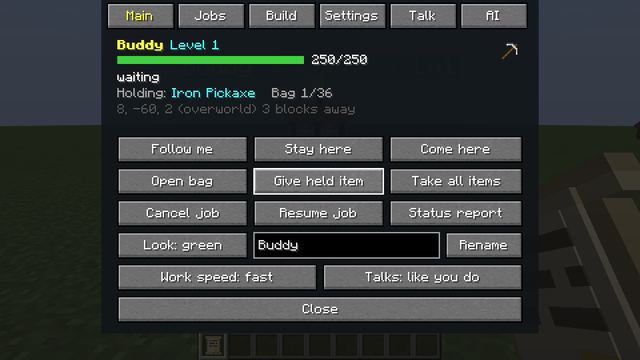 Main Jobs Build Settings Talk AI
Buddy Level 1
250/250
waiting
Holding: Iron Pickaxe Bag 1/36
8, -60, 2 (overworld) 3 blocks away
Follow me Stay here Come here
Open bag Give held item Take all items
Cancel job Resume job Status report
Look: green Buddy Rename
Work speed: fast Talks: like you do
Close